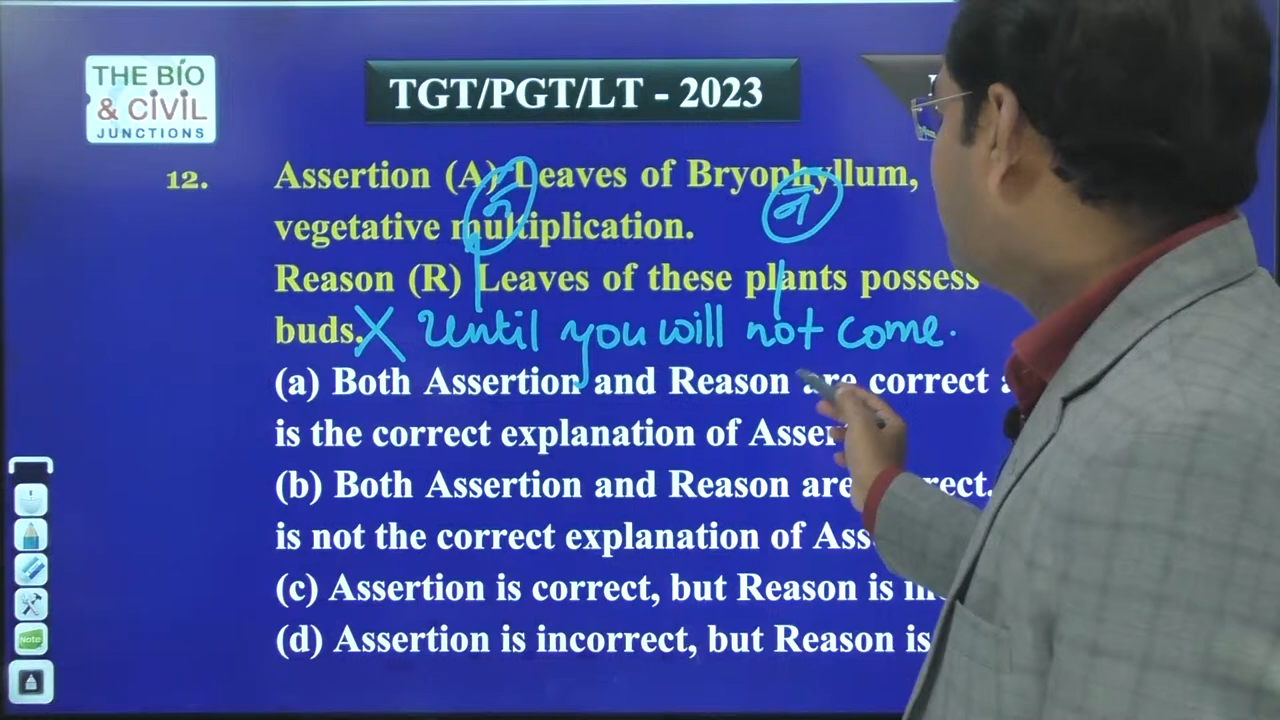 THE BIO
& CIVIL
JUNCTIONS
TGT/PGT/LT - 2023
12. Assertion (A) Leaves of Bryophyllum,
vegetative multiplication.
Reason (R) Leaves of these plants possess
buds. X Until you will not come.
न
न
(a) Both Assertion and Reason are correct
is the correct explanation of
(b) Both Assertion and Reason are
is not the correct explanation of
(c) Assertion is correct, but Reason is
(d) Assertion is incorrect, but Reason is
Note